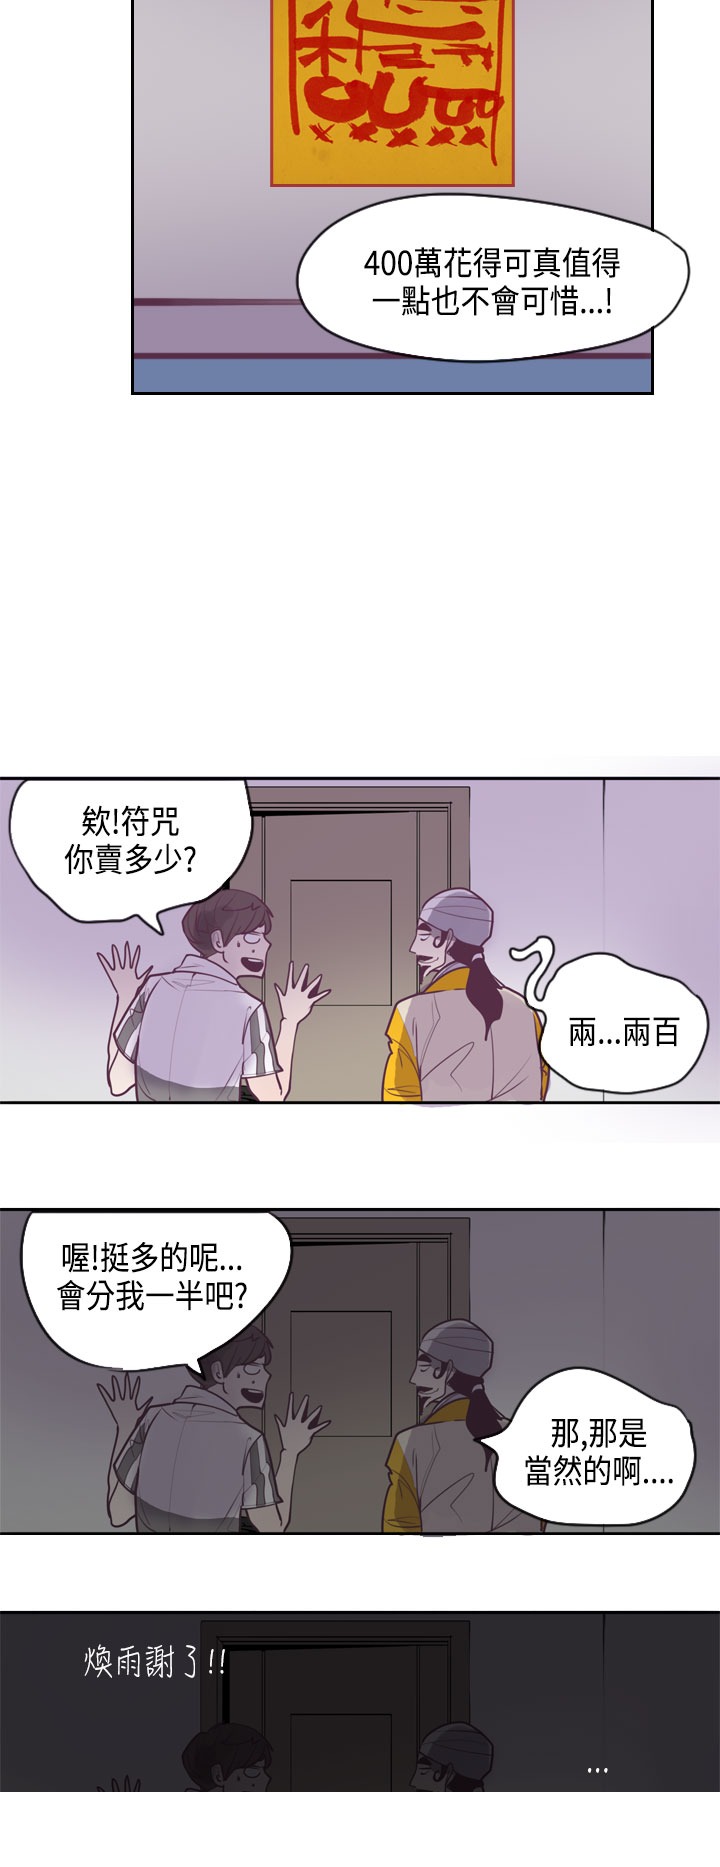 400萬花得可真值得
一點也不會可惜...!
欸!符咒
你賣多少?
兩...兩百
喔!挺多的呢...
會分我一半吧?
那,那是
當然的啊....
煥雨謝了!!
...